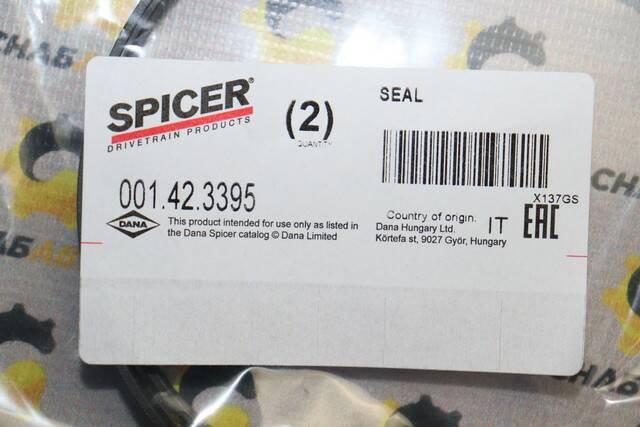 SPICER®
DRIVETRAIN PRODUCTS
(2)
QUANTITY
SEAL
001.42.3395
X137GS
DANA
This product intended for use only as listed in
the Dana Spicer catalog © Dana Limited
Country of origin.
IT
Dana Hungary Ltd.
Körtefa st, 9027 Győr, Hungary
EAC
СНАБ
СНАБ